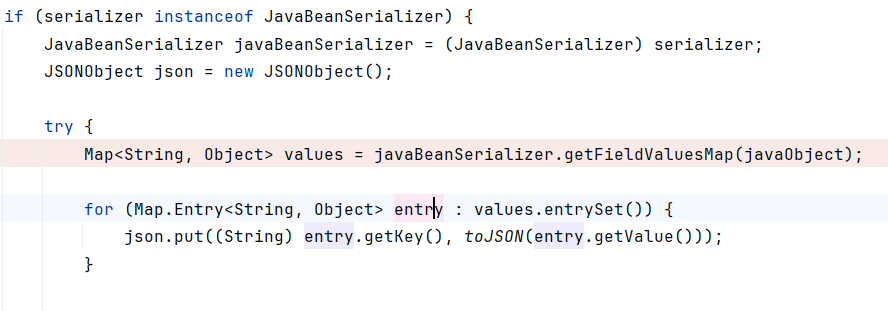 if (serializer instanceof JavaBeanSerializer) {
    JavaBeanSerializer javaBeanSerializer = (JavaBeanSerializer) serializer;
    JSONObject json = new JSONObject();
    try {
        Map<String, Object> values = javaBeanSerializer.getFieldValuesMap(javaObject);
        for (Map.Entry<String, Object> entry : values.entrySet()) {
            json.put((String) entry.getKey(), toJSON(entry.getValue()));
        }